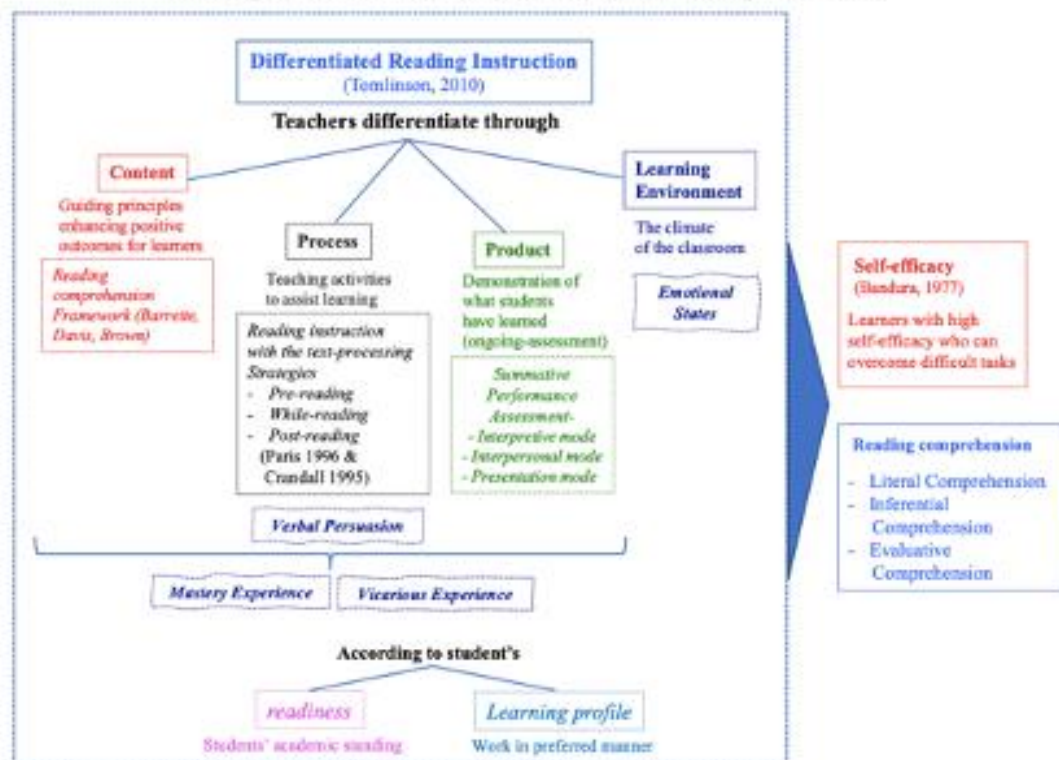 Differentiated Reading Instruction
(Tomlinson, 2010)
Teachers differentiate through
Content
Guiding principles
enhancing positive
outcomes for learners
Reading
comprehension
Framework (Barrette,
Davis, Brown)
Process
Teaching activities
to assist learning
Reading instruction
with the text-processing
Strategies
- Pre-reading
- While-reading
- Post-reading
(Paris 1996 &
Crandall 1995)
Product
Demonstration of
what students
have learned
(ongoing-assessment)
Summative
Performance
Assessment-
- Interpretive mode
- Interpersonal mode
- Presentation mode
Learning
Environment
The climate
of the classroom
Emotional
States
Verbal Persuasion
Mastery Experience
Vicarious Experience
According to student's
readiness
Students' academic standing
Learning profile
Work in preferred manner
Self-efficacy
(Bandura, 1977)
Learners with high
self-efficacy who can
overcome difficult tasks
Reading comprehension
- Literal Comprehension
- Inferential
Comprehension
- Evaluative
Comprehension